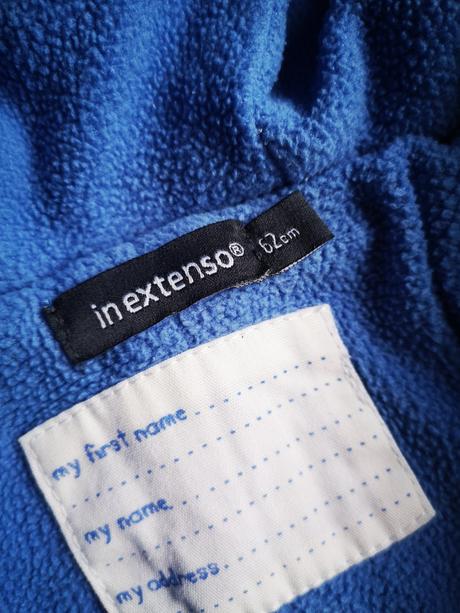 in extenso®
62cm
my first name
my name
my address